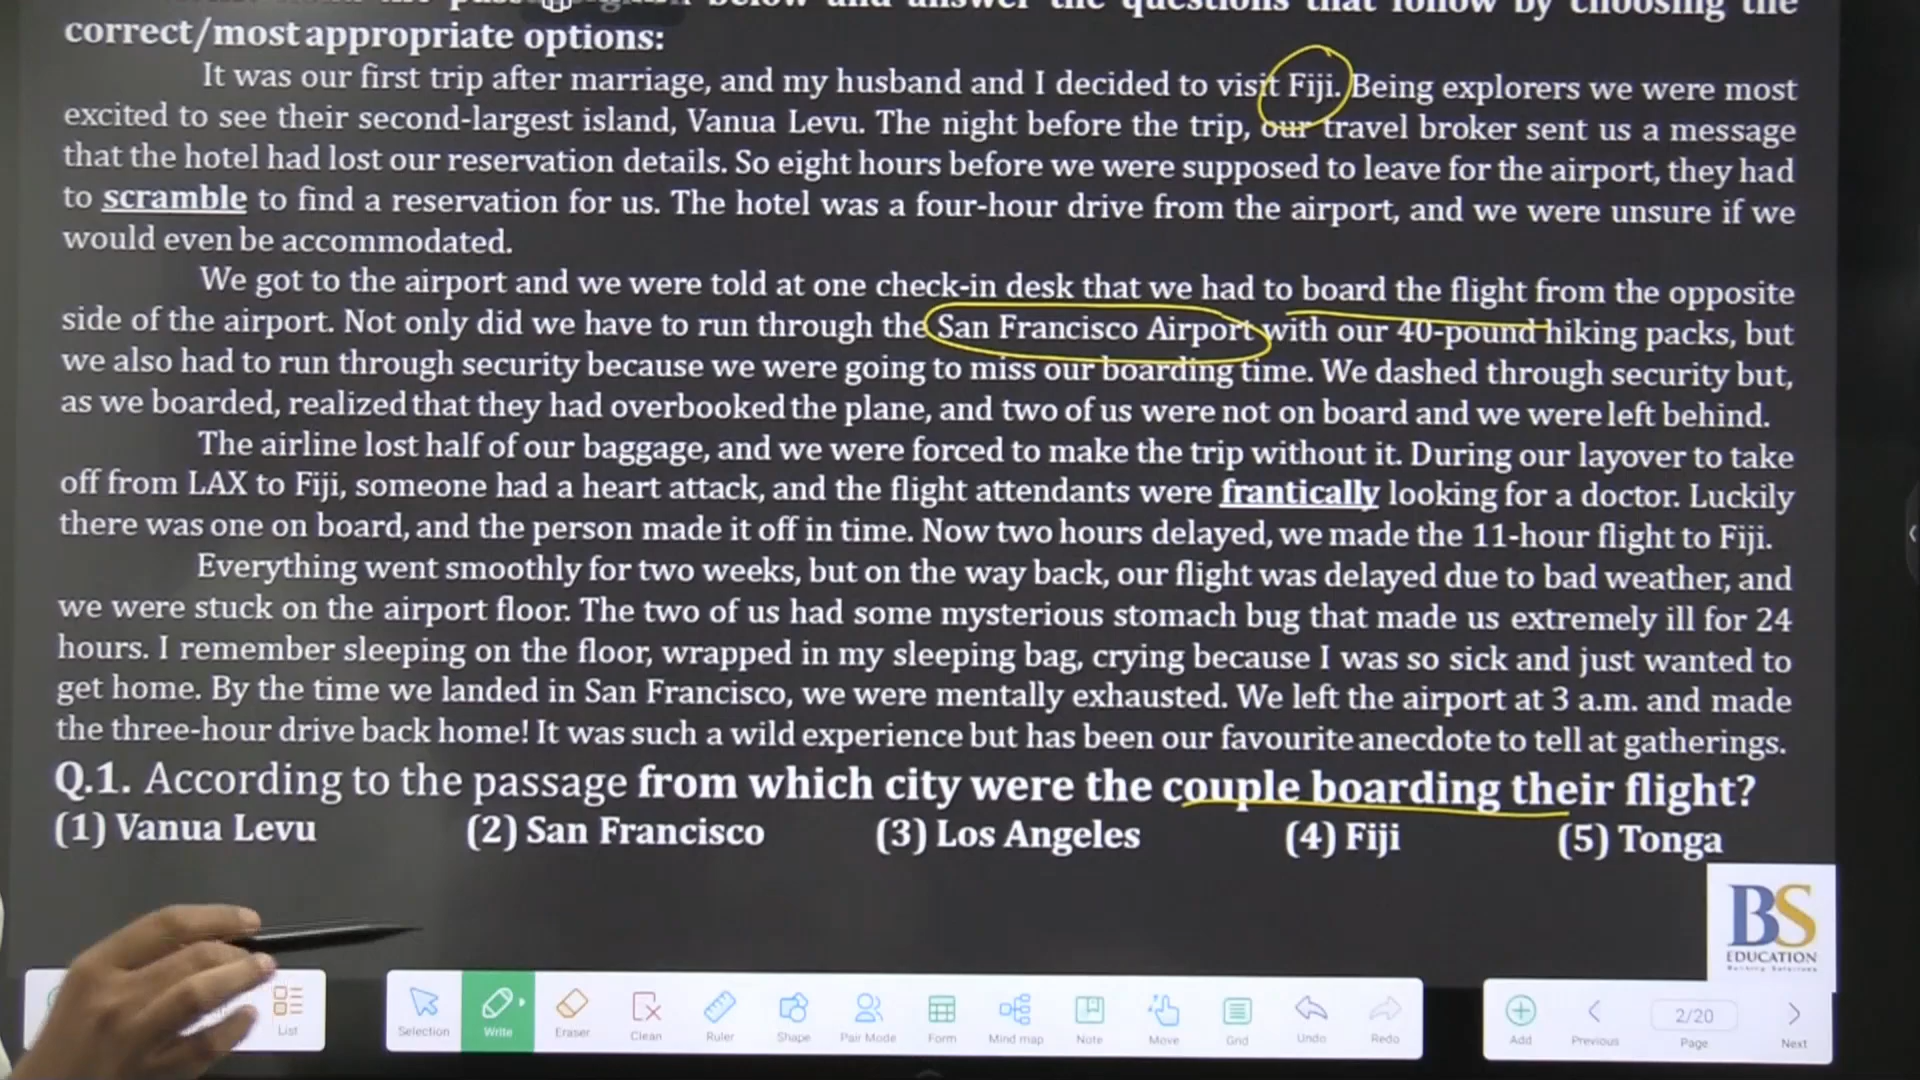 below and answer the questions that follow by choosing the
correct/most appropriate options:
It was our first trip after marriage, and my husband and I decided to visit Fiji. Being explorers we were most
excited to see their second-largest island, Vanua Levu. The night before the trip, our travel broker sent us a message
that the hotel had lost our reservation details. So eight hours before we were supposed to leave for the airport, they had
to scramble to find a reservation for us. The hotel was a four-hour drive from the airport, and we were unsure if we
would even be accommodated.
We got to the airport and we were told at one check-in desk that we had to board the flight from the opposite
side of the airport. Not only did we have to run through the San Francisco Airport with our 40-pound hiking packs, but
we also had to run through security because we were going to miss our boarding time. We dashed through security but,
as we boarded, realized that they had overbooked the plane, and two of us were not on board and we were left behind.
The airline lost half of our baggage, and we were forced to make the trip without it. During our layover to take
off from LAX to Fiji, someone had a heart attack, and the flight attendants were frantically looking for a doctor. Luckily
there was one on board, and the person made it off in time. Now two hours delayed, we made the 11-hour flight to Fiji.
Everything went smoothly for two weeks, but on the way back, our flight was delayed due to bad weather, and
we were stuck on the airport floor. The two of us had some mysterious stomach bug that made us extremely ill for 24
hours. I remember sleeping on the floor, wrapped in my sleeping bag, crying because I was so sick and just wanted to
get home. By the time we landed in San Francisco, we were mentally exhausted. We left the airport at 3 a.m. and made
the three-hour drive back home! It was such a wild experience but has been our favourite anecdote to tell at gatherings.
Q.1. According to the passage from which city were the couple boarding their flight?
(1) Vanua Levu (2) San Francisco (3) Los Angeles (4) Fiji (5) Tonga
BS
EDUCATION
List Selection Write Eraser Clean Ruler Shape Pair Mode Form Mind map Note Move Grid Undo Redo Add Previous 2/20 Page Next